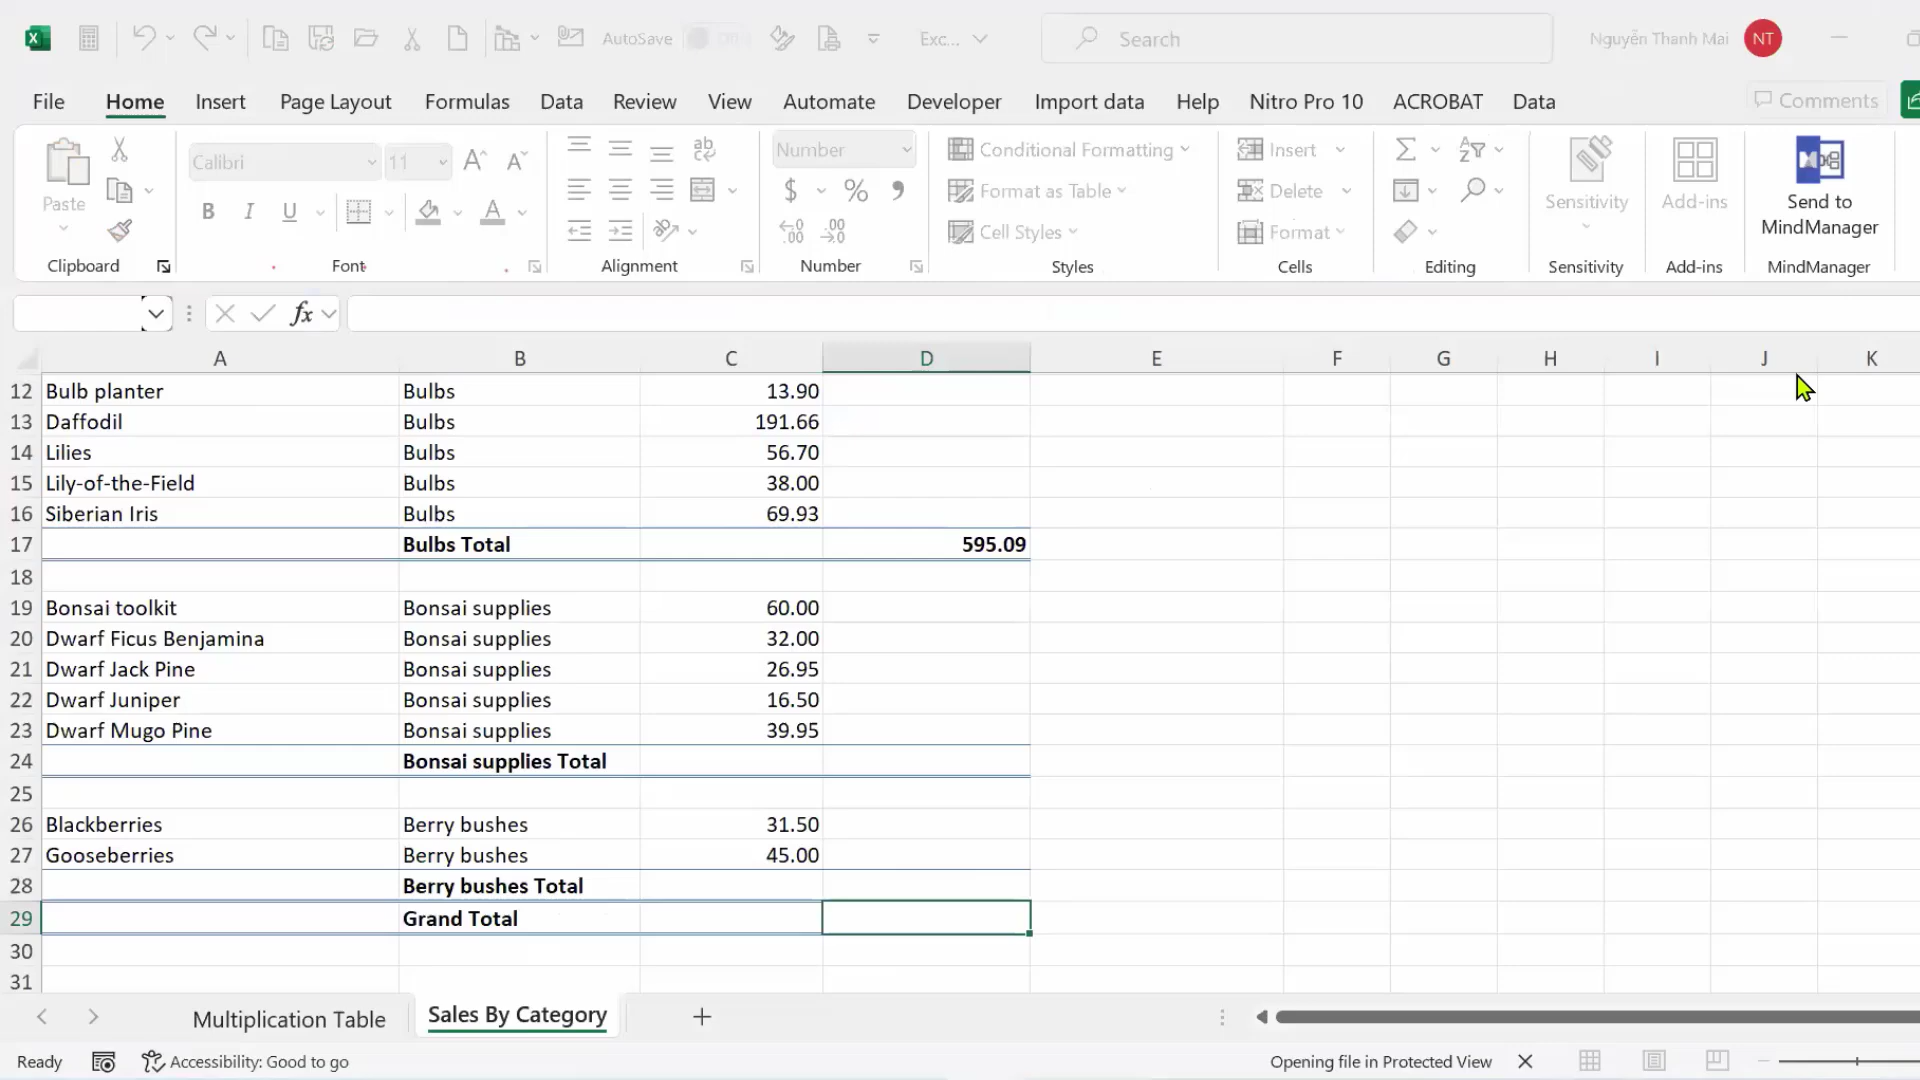 AutoSave Off Exc... Search Nguyễn Thanh Mai NT
File Home Insert Page Layout Formulas Data Review View Automate Developer Import data Help Nitro Pro 10 ACROBAT Data Comments
Paste Calibri 11 Number Conditional Formatting Insert Sensitivity Add-ins Send to MindManager
$ % Format as Table Delete
B I U A Cell Styles Format
Clipboard Font Alignment Number Styles Cells Editing Sensitivity Add-ins MindManager
fx
A B C D E F G H I J K
12 Bulb planter Bulbs 13.90
13 Daffodil Bulbs 191.66
14 Lilies Bulbs 56.70
15 Lily-of-the-Field Bulbs 38.00
16 Siberian Iris Bulbs 69.93
17 Bulbs Total 595.09
18
19 Bonsai toolkit Bonsai supplies 60.00
20 Dwarf Ficus Benjamina Bonsai supplies 32.00
21 Dwarf Jack Pine Bonsai supplies 26.95
22 Dwarf Juniper Bonsai supplies 16.50
23 Dwarf Mugo Pine Bonsai supplies 39.95
24 Bonsai supplies Total
25
26 Blackberries Berry bushes 31.50
27 Gooseberries Berry bushes 45.00
28 Berry bushes Total
29 Grand Total
30
31
Multiplication Table Sales By Category
Ready Accessibility: Good to go Opening file in Protected View